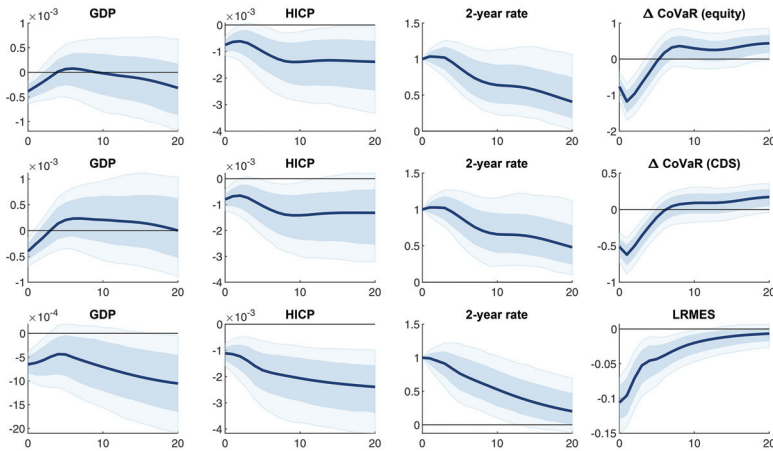 GDP HICP 2-year rate Δ CoVaR (equity)
1 ×10⁻³ 0.5 0 -0.5 -1 0 10 20
×10⁻³ 0 -1 -2 -3 -4 0 10 20
1.5 1 0.5 0 0 10 20
2 1 0 -1 -2 0 10 20
GDP HICP 2-year rate Δ CoVaR (CDS)
1 ×10⁻³ 0.5 0 -0.5 -1 0 10 20
×10⁻³ 0 -1 -2 -3 -4 0 10 20
1.5 1 0.5 0 0 10 20
0.5 0 -0.5 -1 0 10 20
GDP HICP 2-year rate LRMES
×10⁻⁴ 0 -5 -10 -15 -20 0 10 20
×10⁻³ 0 -2 -4 0 10 20
1.5 1 0.5 0 0 10 20
0 -0.05 -0.1 -0.15 0 10 20